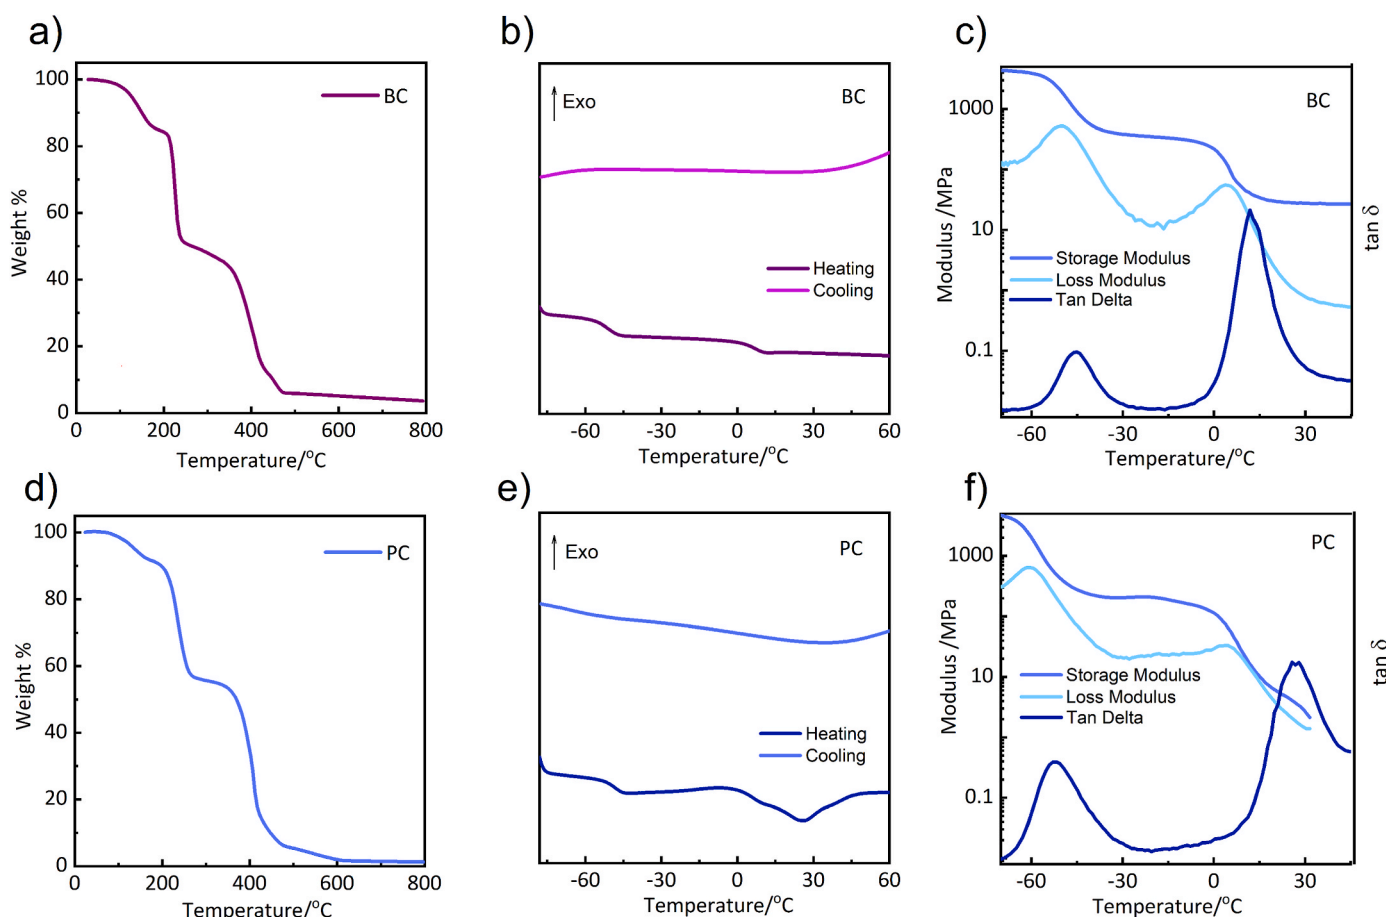 a)
100
80
60
40
20
0
Weight %
BC
0
200
400
600
800
Temperature/°C
b)
Exo
BC
Heating
Cooling
-60
-30
0
30
60
Temperature/°C
c)
1000
10
0.1
Modulus /MPa
BC
Storage Modulus
Loss Modulus
Tan Delta
tan δ
-60
-30
0
30
Temperature/°C
d)
100
80
60
40
20
0
Weight %
PC
0
200
400
600
800
Temperature/°C
e)
Exo
PC
Heating
Cooling
-60
-30
0
30
60
Temperature/°C
f)
1000
10
0.1
Modulus /MPa
PC
Storage Modulus
Loss Modulus
Tan Delta
tan δ
-60
-30
0
30
Temperature/°C